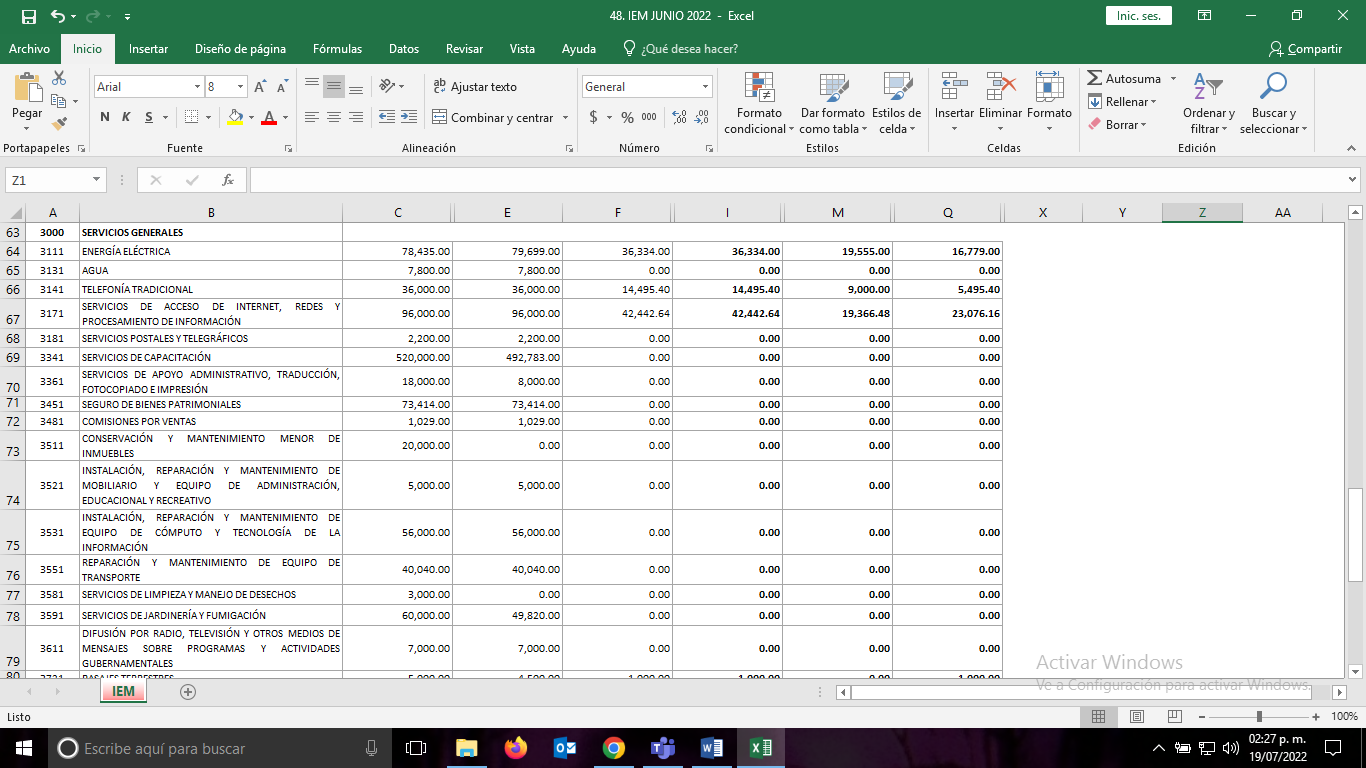 48. IEM JUNIO 2022 - Excel
Inic. ses.
Archivo Inicio Insertar Diseño de página Fórmulas Datos Revisar Vista Ayuda ¿Qué desea hacer? Compartir
Pegar
Arial 8
N K S
Ajustar texto
Combinar y centrar
General
$ % 000
Formato condicional
Dar formato como tabla
Estilos de celda
Insertar Eliminar Formato
Autosuma
Rellenar
Borrar
Ordenar y filtrar
Buscar y seleccionar
Portapapeles Fuente Alineación Número Estilos Celdas Edición
Z1 fx
A B C E F I M Q X Y Z AA
63 3000 SERVICIOS GENERALES
64 3111 ENERGÍA ELÉCTRICA 78,435.00 79,699.00 36,334.00 36,334.00 19,555.00 16,779.00
65 3131 AGUA 7,800.00 7,800.00 0.00 0.00 0.00 0.00
66 3141 TELEFONÍA TRADICIONAL 36,000.00 36,000.00 14,495.40 14,495.40 9,000.00 5,495.40
67 3171 SERVICIOS DE ACCESO DE INTERNET, REDES Y
PROCESAMIENTO DE INFORMACIÓN 96,000.00 96,000.00 42,442.64 42,442.64 19,366.48 23,076.16
68 3181 SERVICIOS POSTALES Y TELEGRÁFICOS 2,200.00 2,200.00 0.00 0.00 0.00 0.00
69 3341 SERVICIOS DE CAPACITACIÓN 520,000.00 492,783.00 0.00 0.00 0.00 0.00
70 3361 SERVICIOS DE APOYO ADMINISTRATIVO, TRADUCCIÓN,
FOTOCOPIADO E IMPRESIÓN 18,000.00 8,000.00 0.00 0.00 0.00 0.00
71 3451 SEGURO DE BIENES PATRIMONIALES 73,414.00 73,414.00 0.00 0.00 0.00 0.00
72 3481 COMISIONES POR VENTAS 1,029.00 1,029.00 0.00 0.00 0.00 0.00
73 3511 CONSERVACIÓN Y MANTENIMIENTO MENOR DE
INMUEBLES 20,000.00 0.00 0.00 0.00 0.00 0.00
74 3521 INSTALACIÓN, REPARACIÓN Y MANTENIMIENTO DE
MOBILIARIO Y EQUIPO DE ADMINISTRACIÓN,
EDUCACIONAL Y RECREATIVO 5,000.00 5,000.00 0.00 0.00 0.00 0.00
75 3531 INSTALACIÓN, REPARACIÓN Y MANTENIMIENTO DE
EQUIPO DE CÓMPUTO Y TECNOLOGÍA DE LA
INFORMACIÓN 56,000.00 56,000.00 0.00 0.00 0.00 0.00
76 3551 REPARACIÓN Y MANTENIMIENTO DE EQUIPO DE
TRANSPORTE 40,040.00 40,040.00 0.00 0.00 0.00 0.00
77 3581 SERVICIOS DE LIMPIEZA Y MANEJO DE DESECHOS 3,000.00 0.00 0.00 0.00 0.00 0.00
78 3591 SERVICIOS DE JARDINERÍA Y FUMIGACIÓN 60,000.00 49,820.00 0.00 0.00 0.00 0.00
79 3611 DIFUSIÓN POR RADIO, TELEVISIÓN Y OTROS MEDIOS DE
MENSAJES SOBRE PROGRAMAS Y ACTIVIDADES
GUBERNAMENTALES 7,000.00 7,000.00 0.00 0.00 0.00 0.00
Activar Windows
Ve a Configuración para activar Windows.
IEM
Listo 100%
Escribe aquí para buscar
02:27 p. m.
19/07/2022